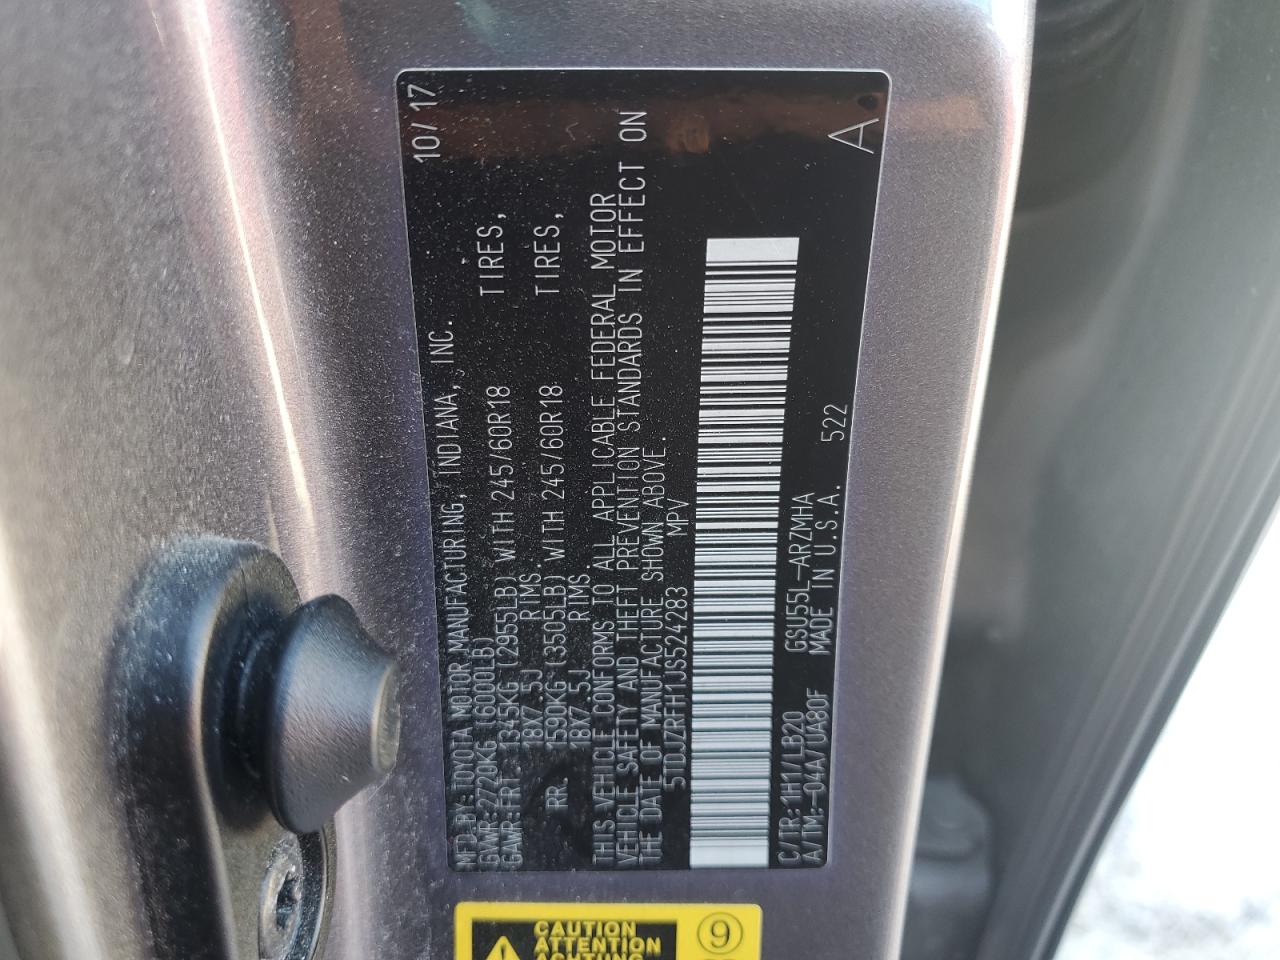 MFD BY: TOYOTA MOTOR MANUFACTURING, INDIANA, INC. 10/17
GVWR: 2720KG (6000LB)
GAWR: FRT. 1345KG (2955LB) WITH 245/60R18 TIRES,
18X7.5J RIMS.
RR. 1590KG (3505LB) WITH 245/60R18 TIRES,
18X7.5J RIMS.
THIS VEHICLE CONFORMS TO ALL APPLICABLE FEDERAL MOTOR
VEHICLE SAFETY AND THEFT PREVENTION STANDARDS IN EFFECT ON
THE DATE OF MANUFACTURE SHOWN ABOVE.
5TDJZRFH1JS524283 MPV
C/TR: 1H1/LB20 GSU55L-ARZMHA
A/TM: -04A/UA80F MADE IN U.S.A. 522
A
CAUTION
ATTENTION
ACHTUNG
9